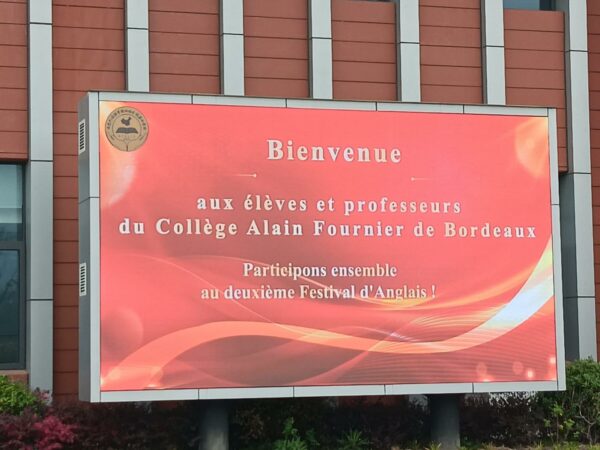 Bienvenue
aux élèves et professeurs
du Collège Alain Fournier de Bordeaux
Participons ensemble
au deuxième Festival d'Anglais !